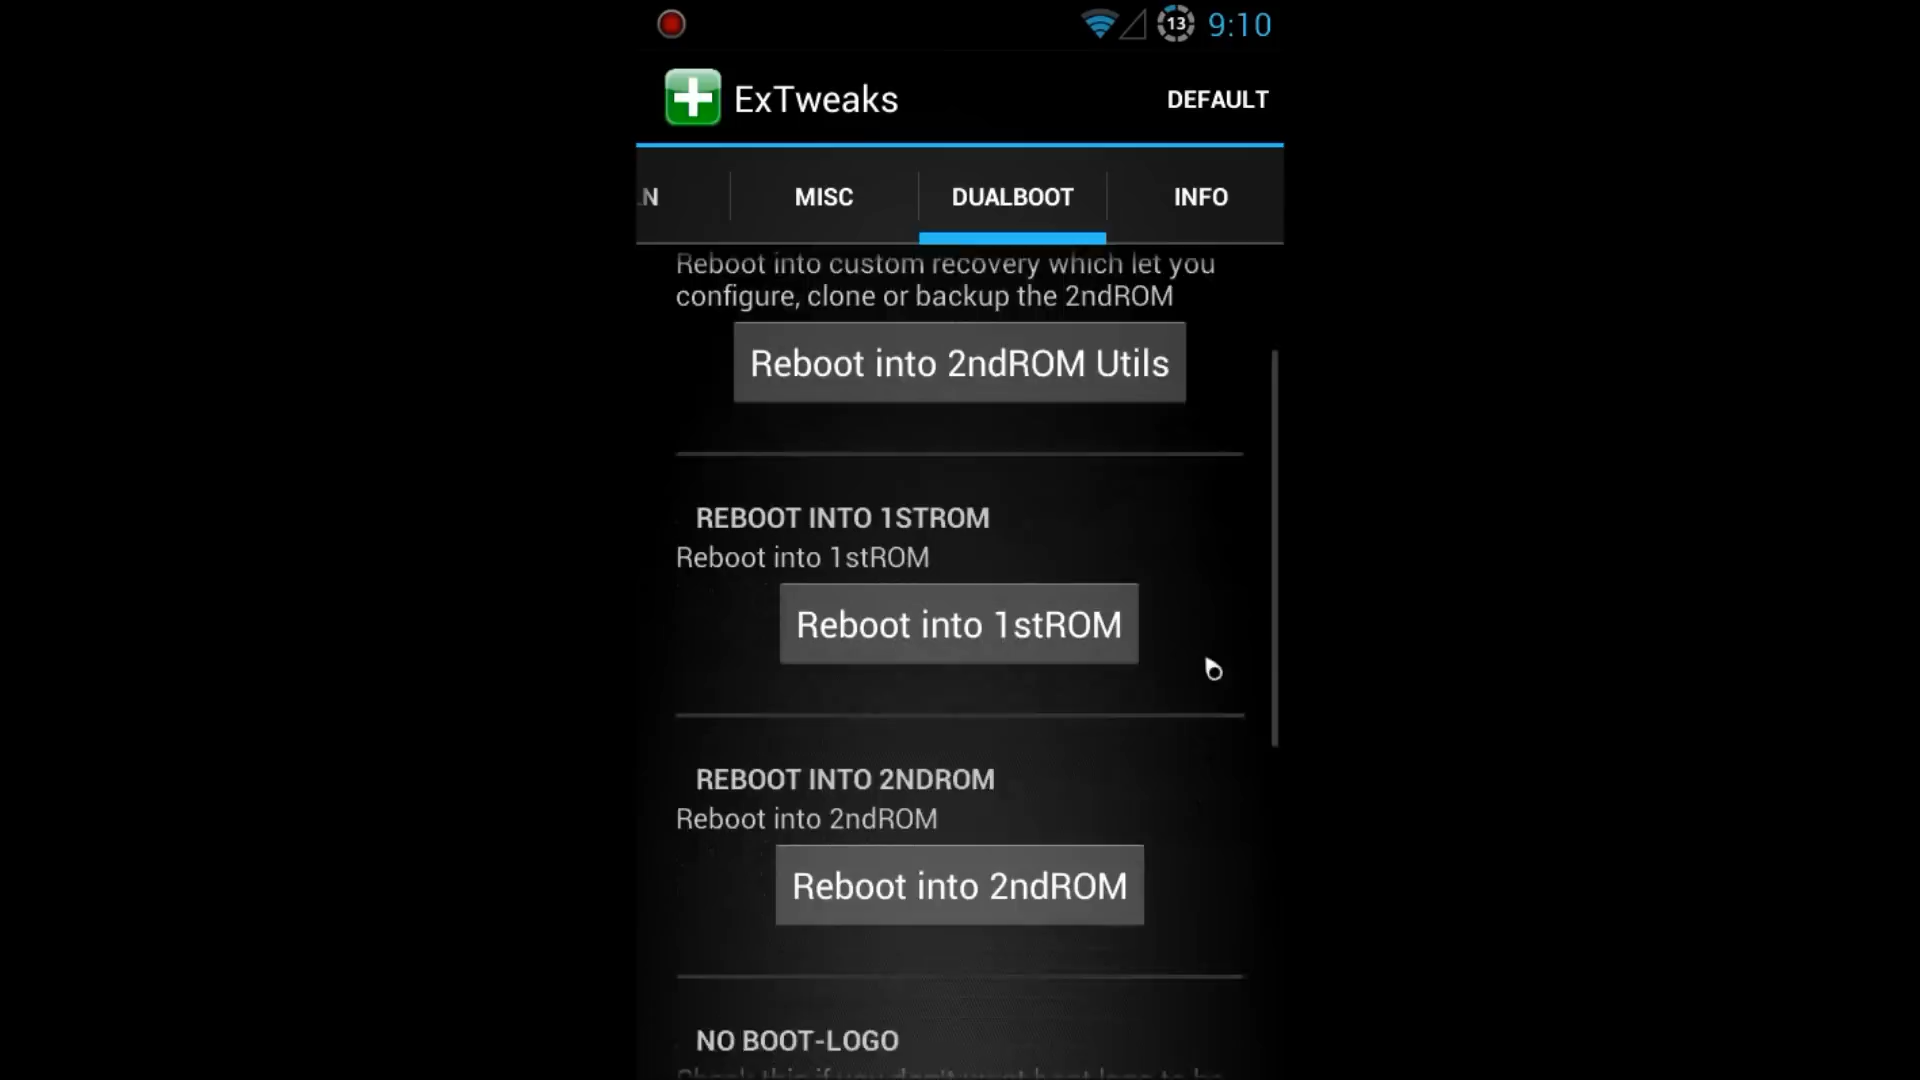 13 9:10
ExTweaks DEFAULT
N MISC DUALBOOT INFO
Reboot into custom recovery which let you
configure, clone or backup the 2ndROM
Reboot into 2ndROM Utils
REBOOT INTO 1STROM
Reboot into 1stROM
Reboot into 1stROM
REBOOT INTO 2NDROM
Reboot into 2ndROM
Reboot into 2ndROM
NO BOOT-LOGO